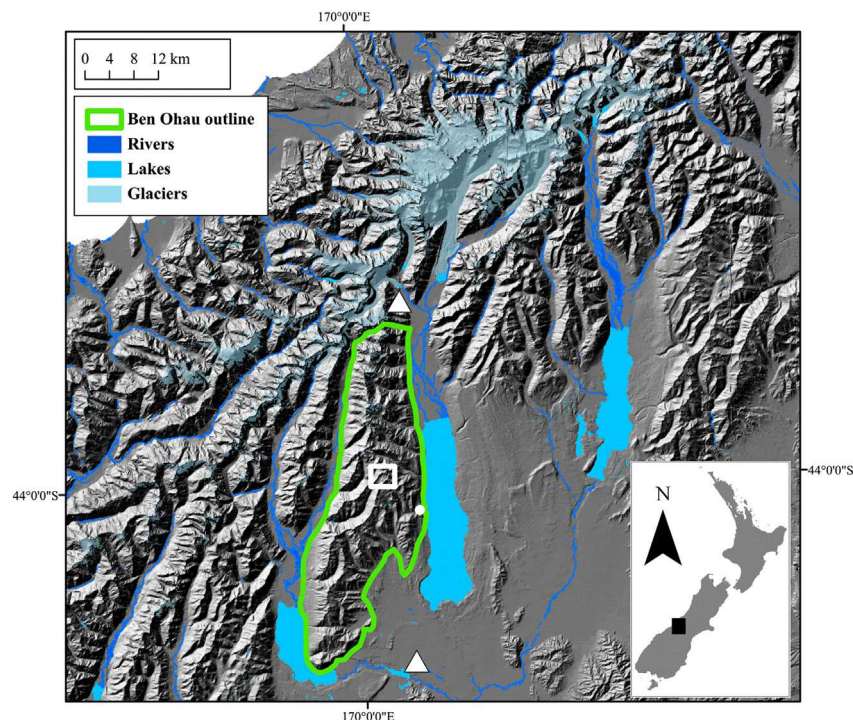 170°0'0"E
0 4 8 12 km
Ben Ohau outline
Rivers
Lakes
Glaciers
44°0'0"S
44°0'0"S
N
170°0'0"E